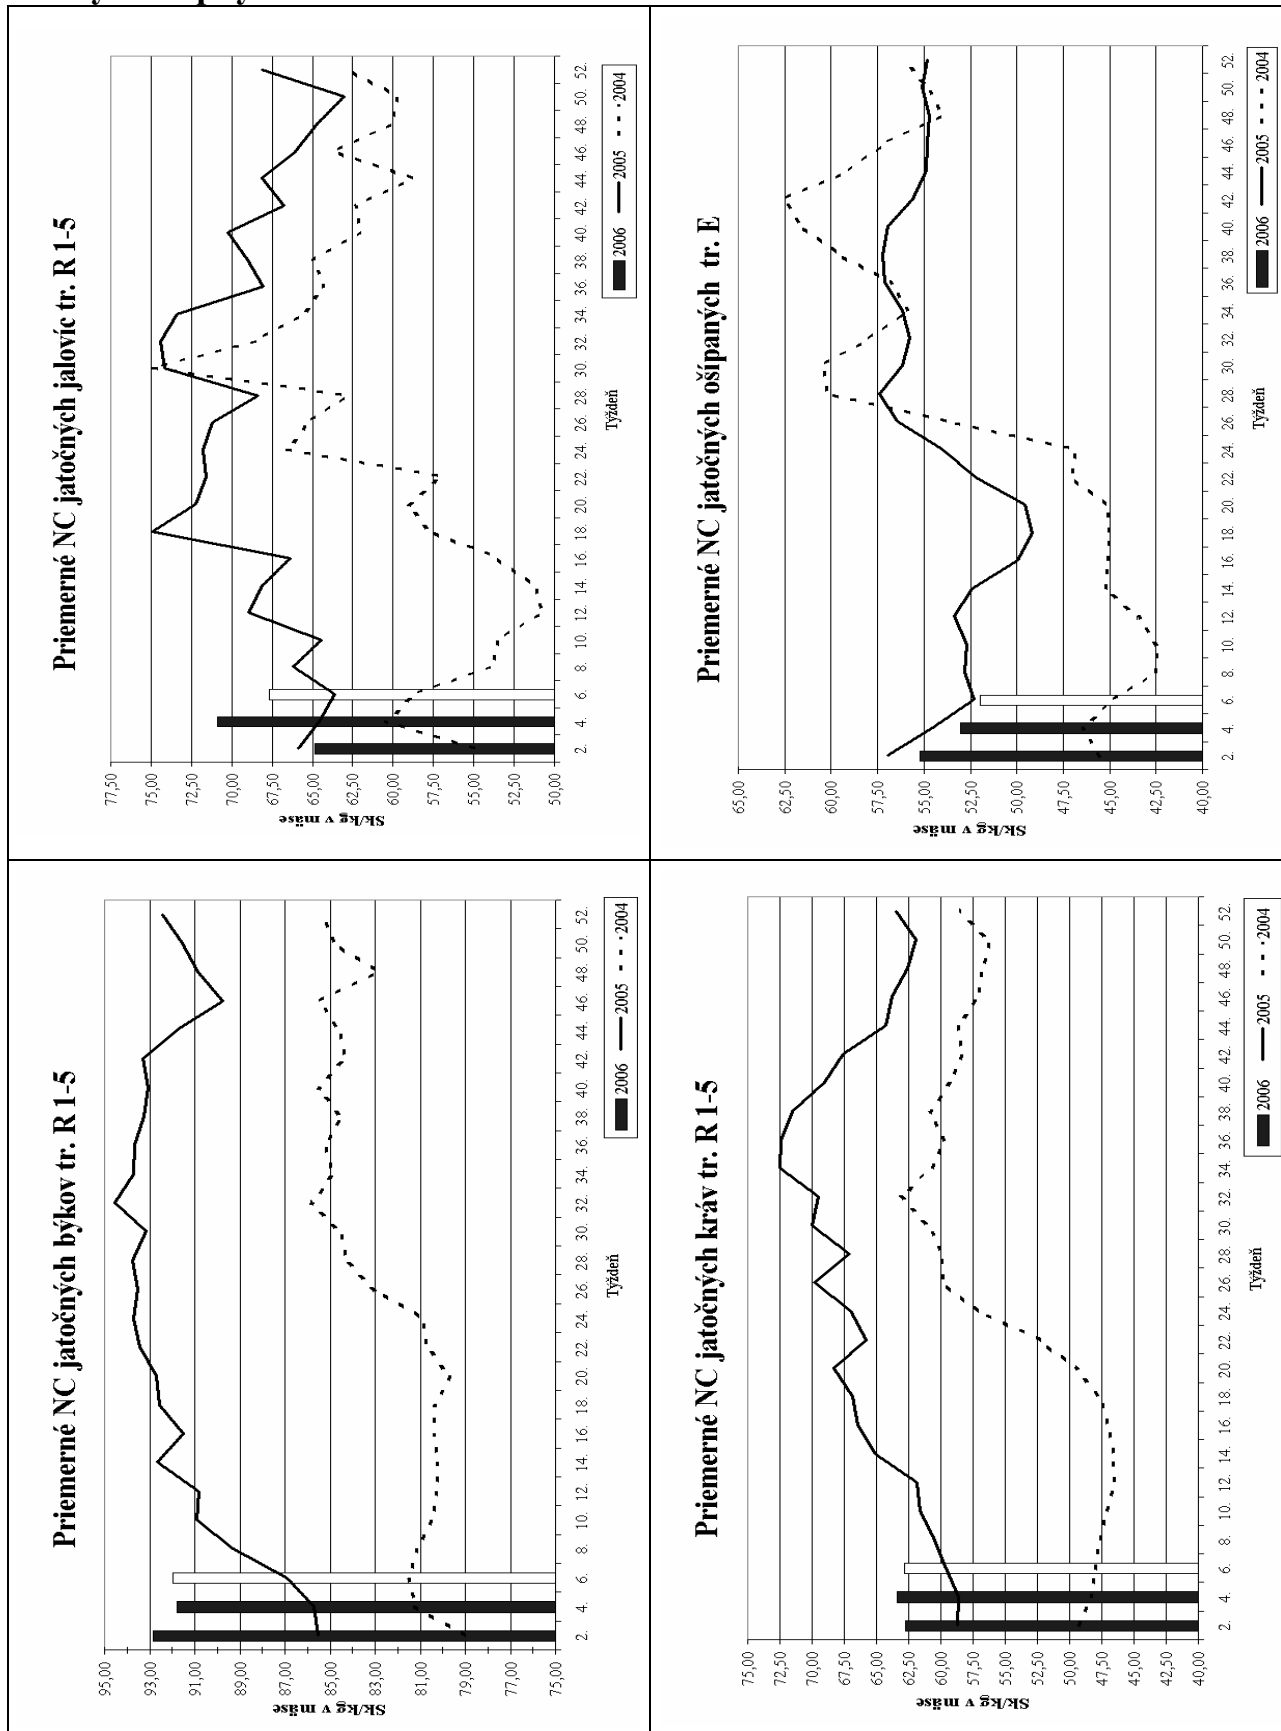 Priemerné NC jatočných býkov tr. R 1-5
Sk/kg v mäse
95,00
93,00
91,00
89,00
87,00
85,00
83,00
81,00
79,00
75,00
2. 4. 6. 8. 10. 12. 14. 16. 18. 20. 22. 24. 26. 28. 30. 32. 34. 36. 38. 40. 42. 44. 46. 48. 50. 52.
Týždeň
2006 2005 2004
Priemerné NC jatočných jalovíc tr. R 1-5
Sk/kg v mäse
77,50
75,00
70,00
67,50
65,00
62,50
60,00
57,50
55,00
52,50
50,00
2. 4. 6. 8. 10. 12. 14. 16. 18. 20. 22. 24. 26. 28. 30. 32. 34. 36. 38. 40. 42. 44. 46. 48. 50. 52.
Týždeň
2006 2005 2004
Priemerné NC jatočných kráv tr. R 1-5
Sk/kg v mäse
75,00
72,50
70,00
67,50
65,00
62,50
60,00
57,50
55,00
52,50
50,00
47,50
45,00
42,50
40,00
2. 4. 6. 8. 10. 12. 14. 16. 18. 20. 22. 24. 26. 28. 30. 32. 34. 36. 38. 40. 42. 44. 46. 48. 50. 52.
Týždeň
2006 2005 2004
Priemerné NC jatočných ošípaných tr. E
Sk/kg v mäse
65,00
62,50
60,00
57,50
55,00
52,50
50,00
47,50
45,00
42,50
40,00
2. 4. 6. 8. 10. 12. 14. 16. 18. 20. 22. 24. 26. 28. 30. 32. 34. 36. 38. 40. 42. 44. 46. 48. 50. 52.
Týždeň
2006 2005 2004